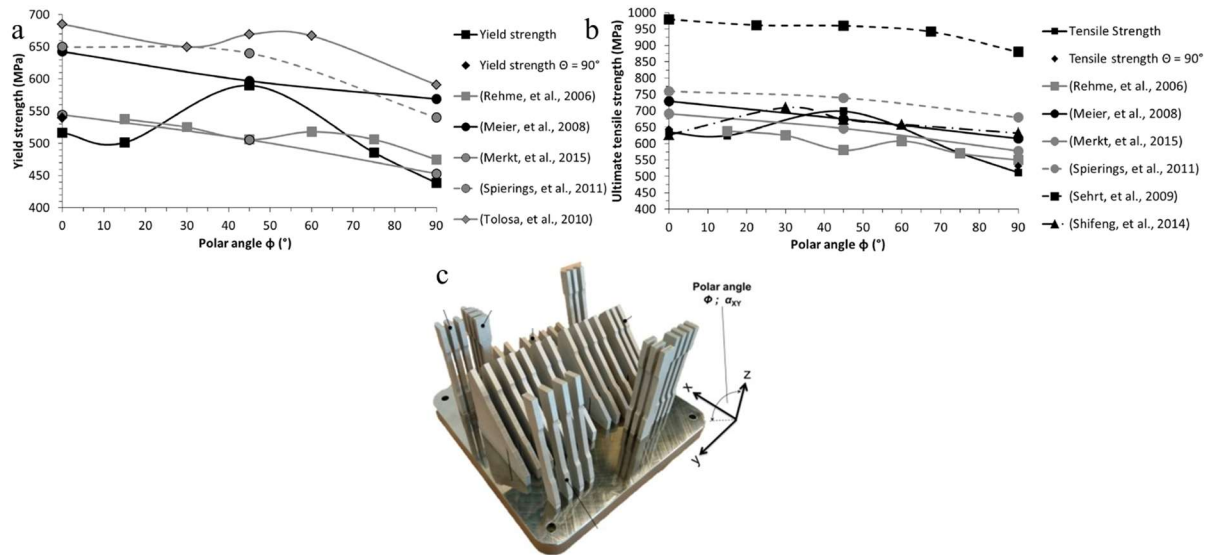 a
Yield strength (MPa)
700
650
600
550
500
450
400
0 10 20 30 40 50 60 70 80 90
Polar angle ϕ (°)
Yield strength
Yield strength Θ = 90°
(Rehme, et al., 2006)
(Meier, et al., 2008)
(Merkt, et al., 2015)
(Spierings, et al., 2011)
(Tolosa, et al., 2010)
b
Ultimate tensile strength (MPa)
1000
950
900
850
800
750
700
650
600
550
500
450
400
0 10 20 30 40 50 60 70 80 90
Polar angle ϕ (°)
Tensile Strength
Tensile strength Θ = 90°
(Rehme, et al., 2006)
(Meier, et al., 2008)
(Merkt, et al., 2015)
(Spierings, et al., 2011)
(Sehrt, et al., 2009)
(Shifeng, et al., 2014)
c
Polar angle
Φ ; αXY
x
z
y